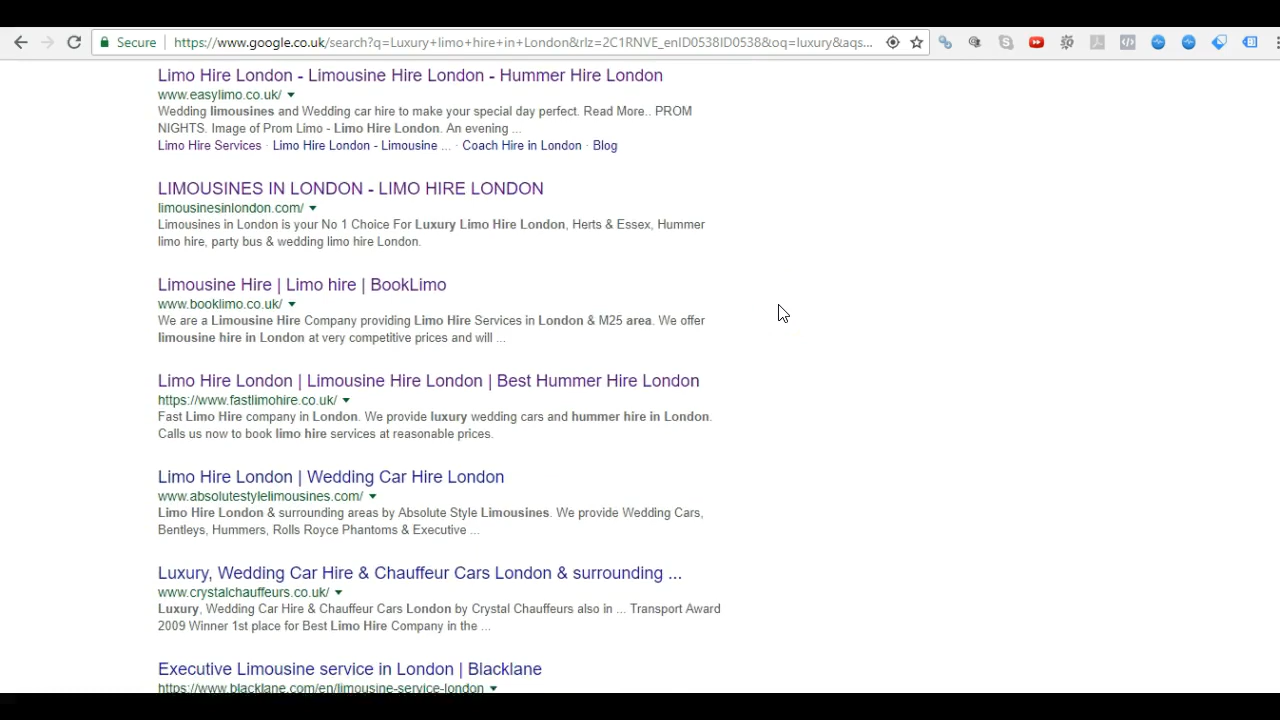 Secure https://www.google.co.uk/search?q=Luxury+limo+hire+in+London&rlz=2C1RNVE_enID0538ID0538&oq=luxury&aqs...
Limo Hire London - Limousine Hire London - Hummer Hire London
www.easylimo.co.uk/
Wedding limousines and Wedding car hire to make your special day perfect. Read More.. PROM
NIGHTS. Image of Prom Limo - Limo Hire London. An evening ...
Limo Hire Services · Limo Hire London - Limousine ... · Coach Hire in London · Blog
LIMOUSINES IN LONDON - LIMO HIRE LONDON
limousinesinlondon.com/
Limousines in London is your No 1 Choice For Luxury Limo Hire London, Herts & Essex, Hummer
limo hire, party bus & wedding limo hire London.
Limousine Hire | Limo hire | BookLimo
www.booklimo.co.uk/
We are a Limousine Hire Company providing Limo Hire Services in London & M25 area. We offer
limousine hire in London at very competitive prices and will ...
Limo Hire London | Limousine Hire London | Best Hummer Hire London
https://www.fastlimohire.co.uk/
Fast Limo Hire company in London. We provide luxury wedding cars and hummer hire in London.
Calls us now to book limo hire services at reasonable prices.
Limo Hire London | Wedding Car Hire London
www.absolutestylelimousines.com/
Limo Hire London & surrounding areas by Absolute Style Limousines. We provide Wedding Cars,
Bentleys, Hummers, Rolls Royce Phantoms & Executive ...
Luxury, Wedding Car Hire & Chauffeur Cars London & surrounding ...
www.crystalchauffeurs.co.uk/
Luxury, Wedding Car Hire & Chauffeur Cars London by Crystal Chauffeurs also in ... Transport Award
2009 Winner 1st place for Best Limo Hire Company in the ...
Executive Limousine service in London | Blacklane
https://www.blacklane.com/en/limousine-service-london